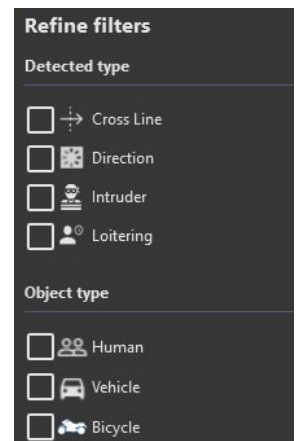 Refine filters
Detected type
Cross Line
Direction
Intruder
Loitering
Object type
Human
Vehicle
Bicycle